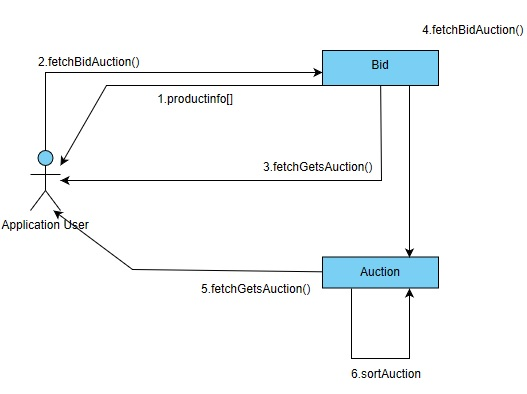 4.fetchBidAuction()
2.fetchBidAuction()
Bid
1.productinfo[]
3.fetchGetsAuction()
Application User
Auction
5.fetchGetsAuction()
6.sortAuction